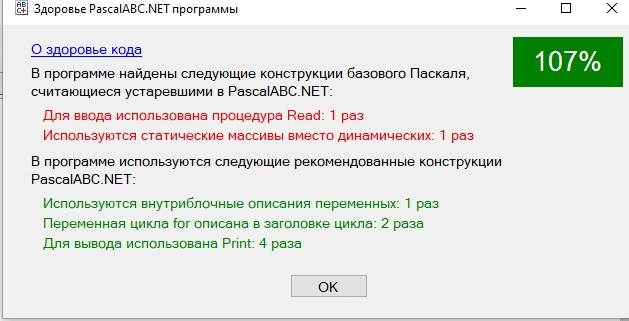 Здоровье PascalABC.NET программы
О здоровье кода
107%
В программе найдены следующие конструкции базового Паскаля,
считающиеся устаревшими в PascalABC.NET:
Для ввода использована процедура Read: 1 раз
Используются статические массивы вместо динамических: 1 раз
В программе используются следующие рекомендованные конструкции
PascalABC.NET:
Используются внутриблочные описания переменных: 1 раз
Переменная цикла for описана в заголовке цикла: 2 раза
Для вывода использована Print: 4 раза
OK